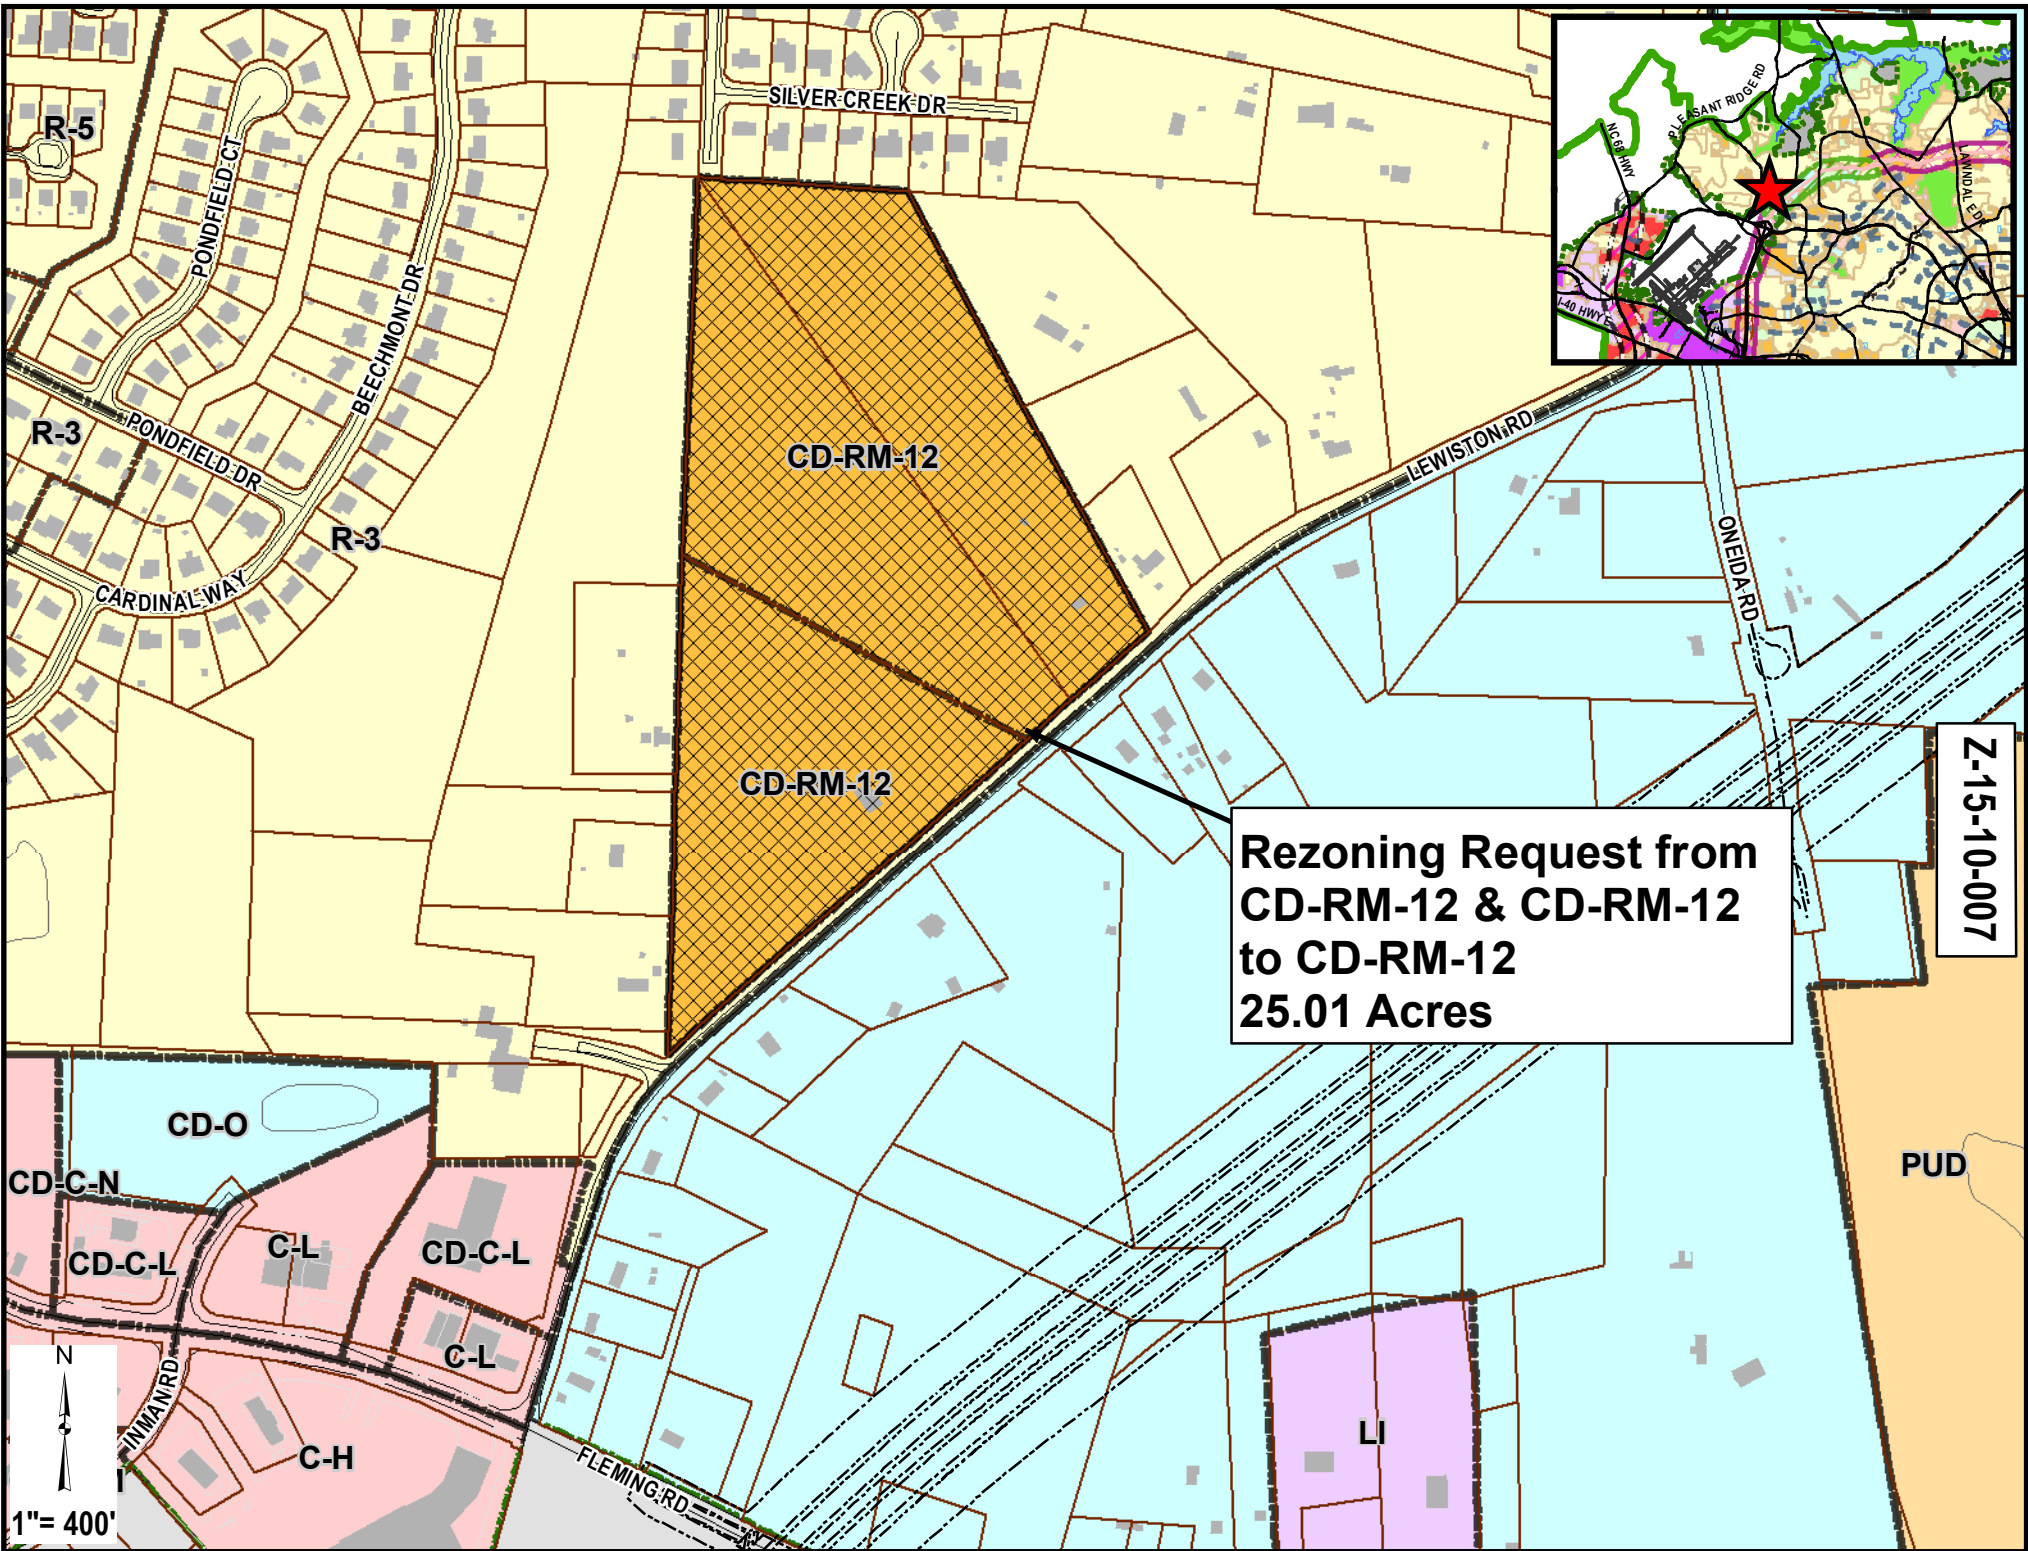 SILVER CREEK DR
R-5
PONDFIELD CT
BEECHMONT DR
PLEASANT RIDGE RD
NC 68 HWY
LAWNDALE DR
I-40 HWY E
R-3
PONDFIELD DR
CD-RM-12
LEWISTON RD
R-3
ONEIDA RD
CARDINAL WAY
CD-RM-12
Z-15-10-007
Rezoning Request from
CD-RM-12 & CD-RM-12
to CD-RM-12
25.01 Acres
CD-O
PUD
CD-C-N
CD-C-L
C-L
CD-C-L
C-L
N
INMAN RD
LI
C-H
FLEMING RD
1"= 400'